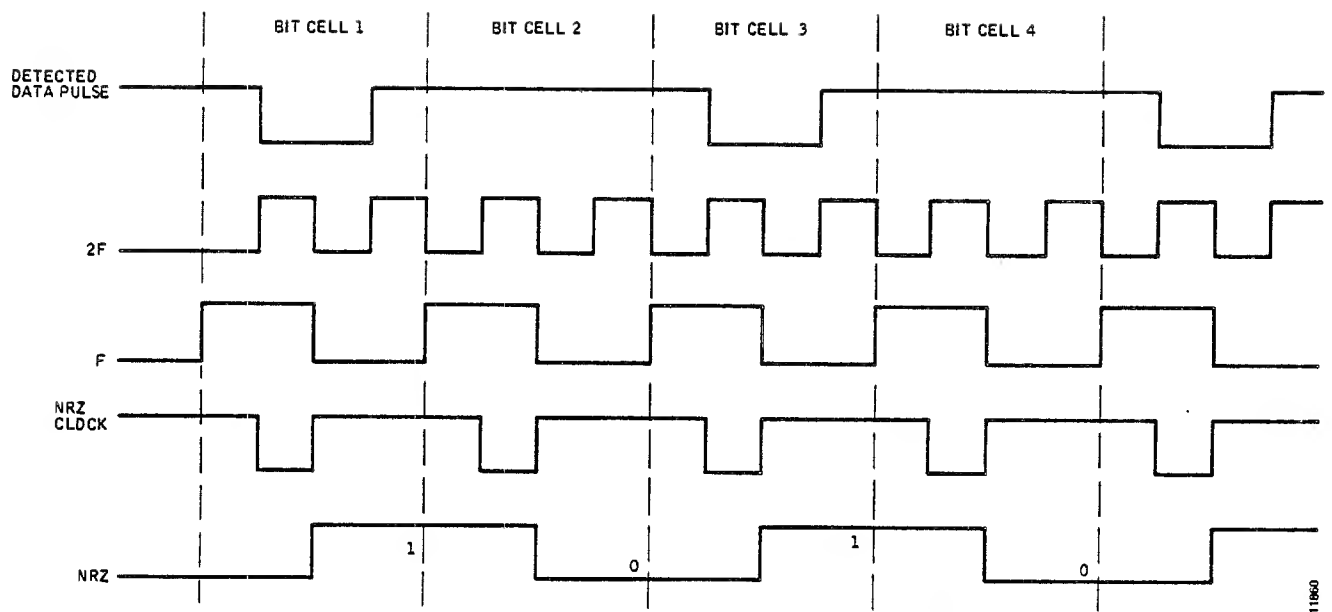 BIT CELL 1
BIT CELL 2
BIT CELL 3
BIT CELL 4
DETECTED
DATA PULSE
2F
F
NRZ
CLOCK
1
0
1
0
NRZ
11860